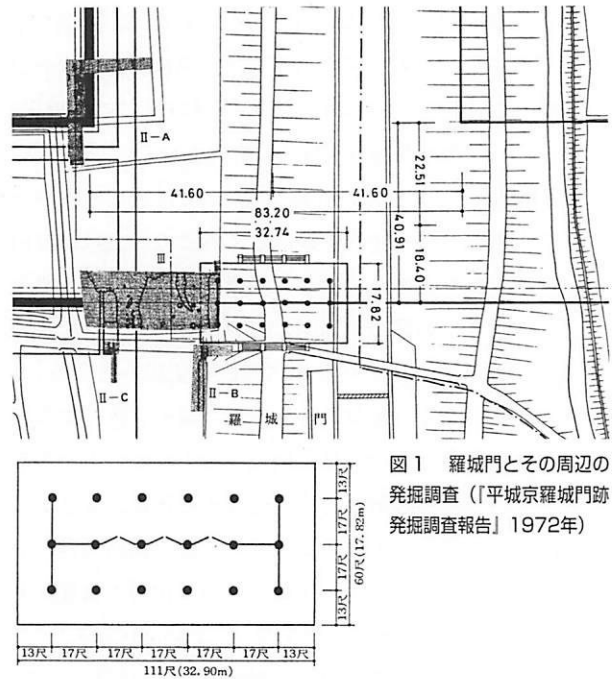 II-A
22.51
41.60
41.60
83.20
40.91
32.74
18.40
III
17.82
II-C
II-B
羅城門
図1 羅城門とその周辺の
発掘調査(『平城京羅城門跡
発掘調査報告』1972年)
13尺
17尺
17尺
13尺
60尺(17.82m)
13尺 17尺 17尺 17尺 17尺 17尺 13尺
111尺(32.90m)